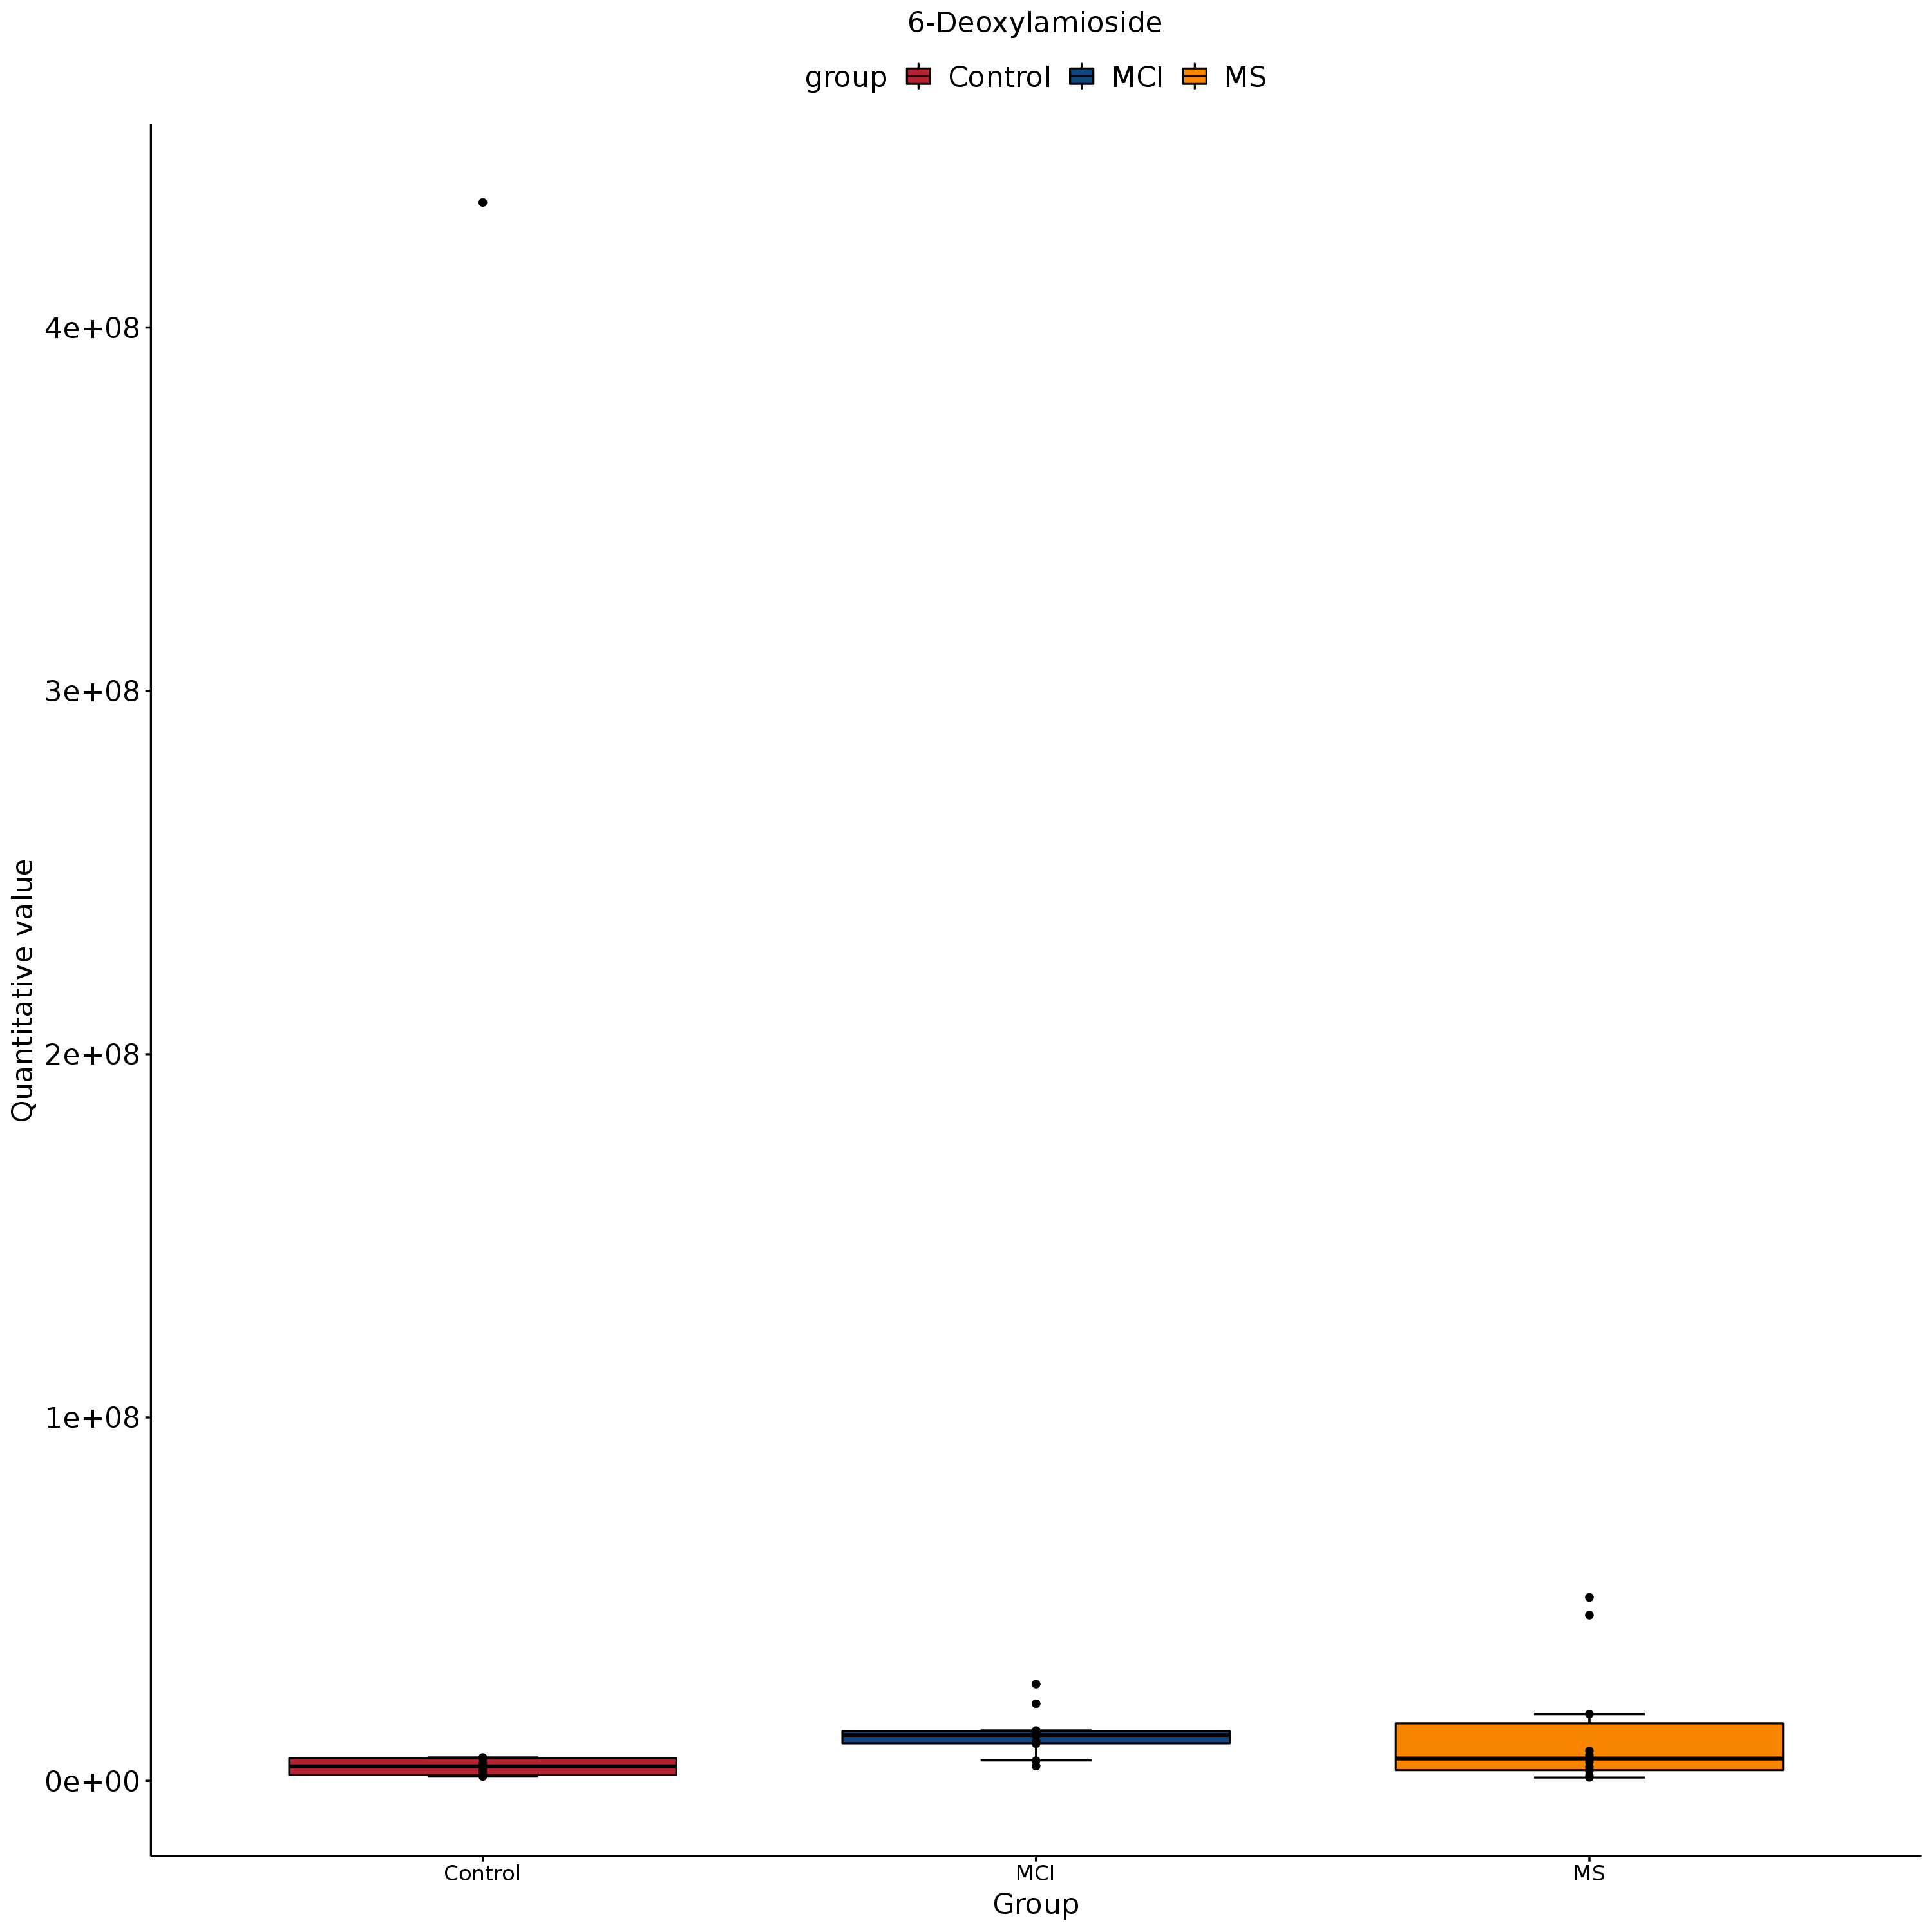 6-Deoxylamioside
group Control MCI MS
Quantitative value
4e+08
3e+08
2e+08
1e+08
0e+00
Control MCI MS
Group